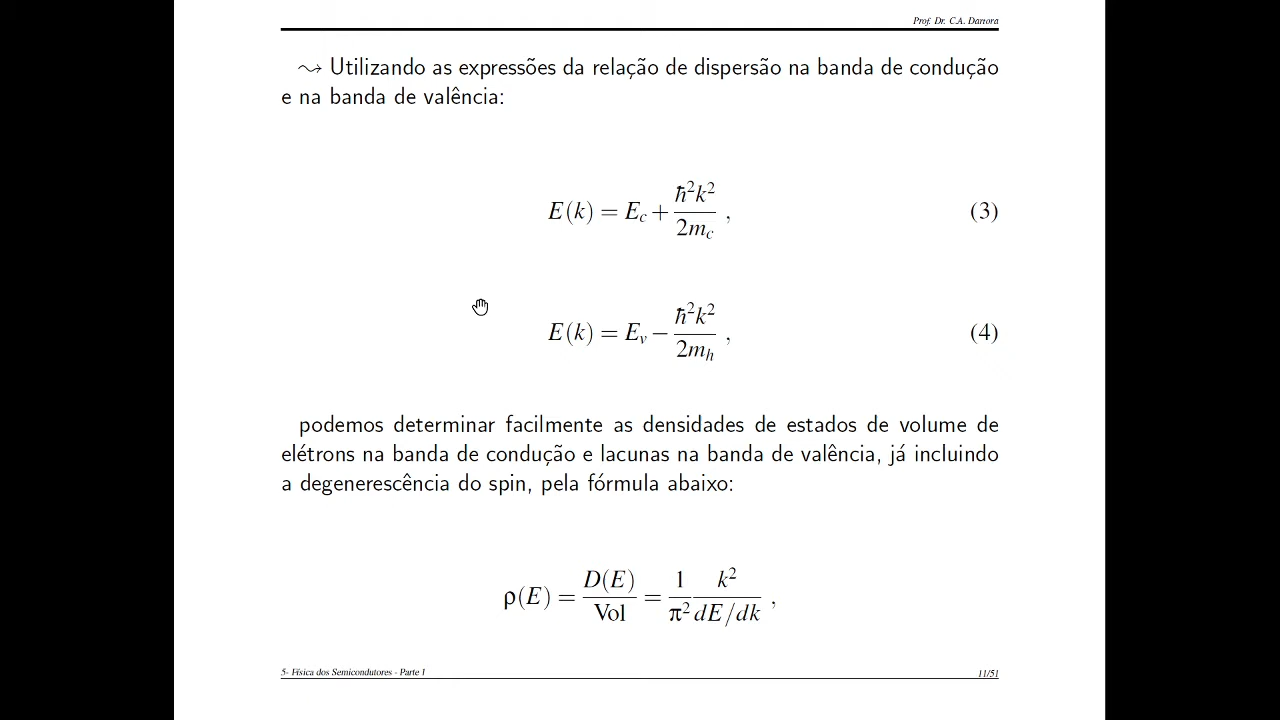 Prof. Dr. C.A. Dartora
⇝ Utilizando as expressões da relação de dispersão na banda de condução
e na banda de valência:
E(k) = E_c + ħ²k²/2m_c , (3)
E(k) = E_v − ħ²k²/2m_h , (4)
podemos determinar facilmente as densidades de estados de volume de
elétrons na banda de condução e lacunas na banda de valência, já incluindo
a degenerescência do spin, pela fórmula abaixo:
ρ(E) = D(E)/Vol = 1/π² k²/dE/dk ,
5- Física dos Semicondutores - Parte 1 11/51